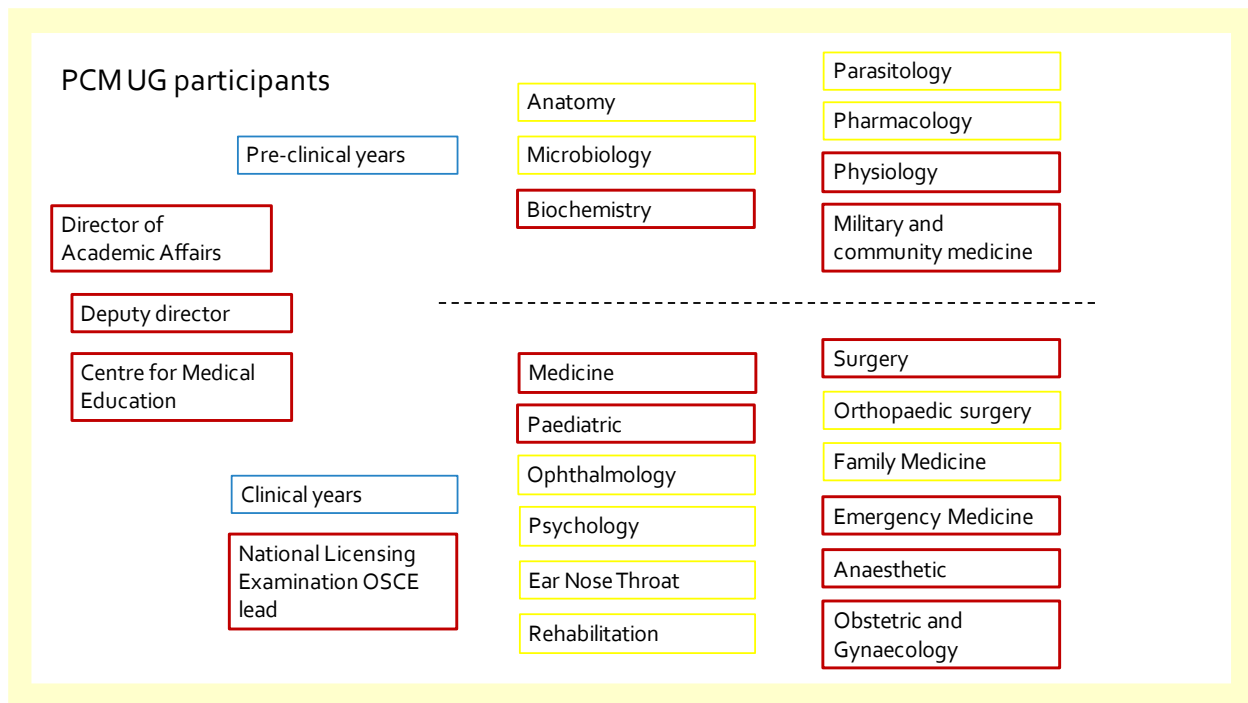 PCM UG participants
Pre-clinical years
Director of
Academic Affairs
Deputy director
Centre for Medical
Education
Clinical years
National Licensing
Examination OSCE
lead
Anatomy
Microbiology
Biochemistry
Parasitology
Pharmacology
Physiology
Military and
community medicine
Medicine
Paediatric
Ophthalmology
Psychology
Ear Nose Throat
Rehabilitation
Surgery
Orthopaedic surgery
Family Medicine
Emergency Medicine
Anaesthetic
Obstetric and
Gynaecology